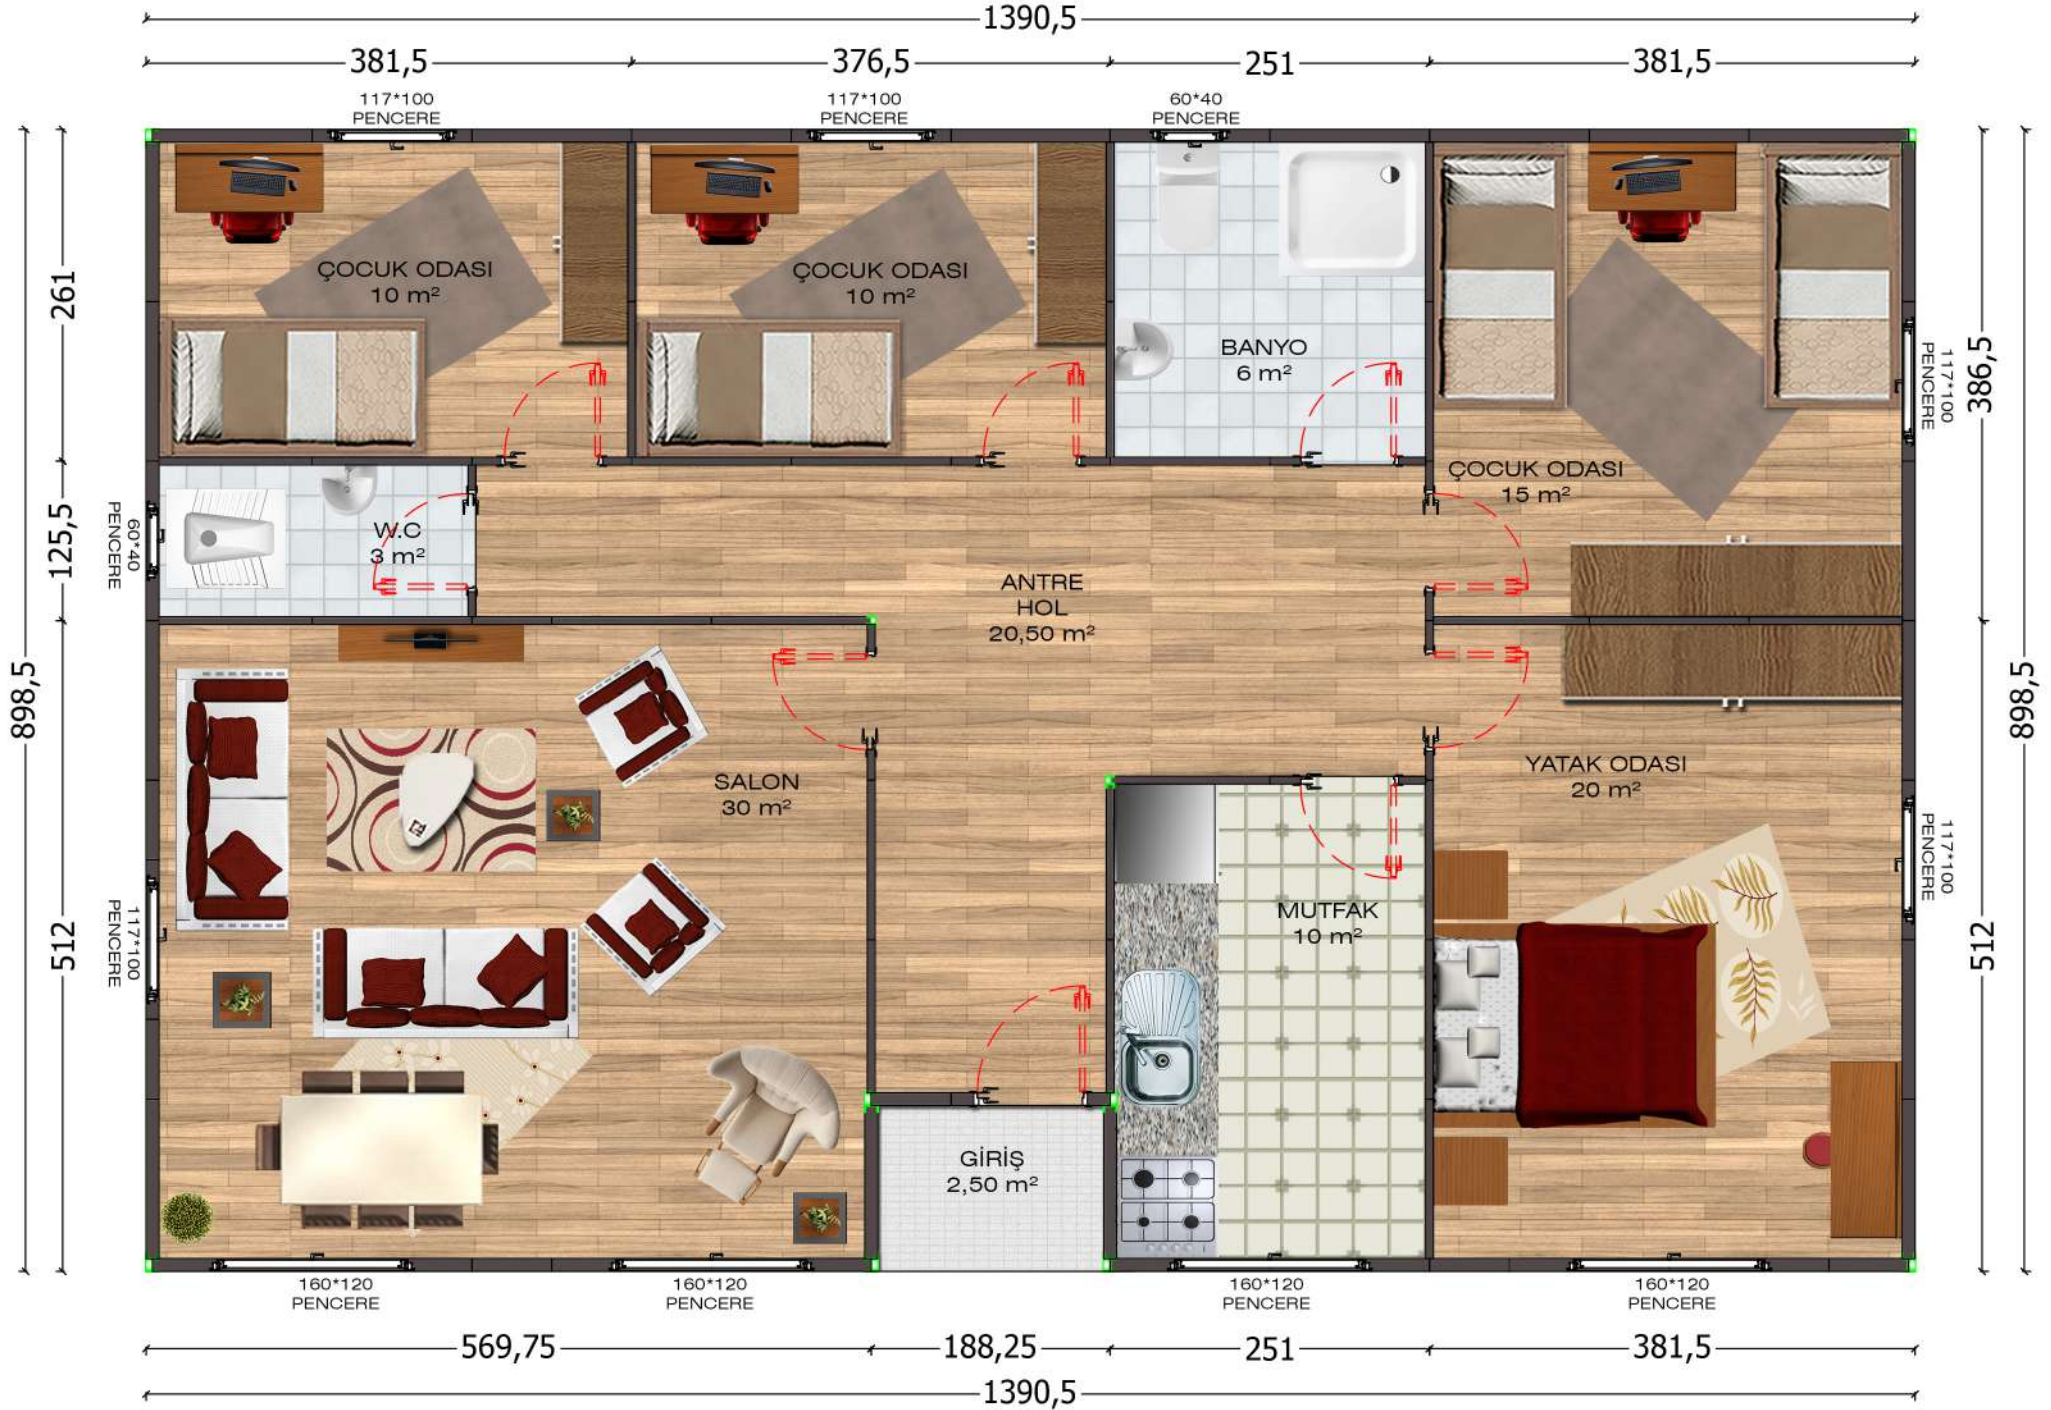 1390,5
381,5
376,5
251
381,5
117*100
PENCERE
117*100
PENCERE
60*40
PENCERE
898,5
261
125,5
512
ÇOCUK ODASI
10 m²
ÇOCUK ODASI
10 m²
BANYO
6 m²
ÇOCUK ODASI
15 m²
117*100
PENCERE
386,5
898,5
512
60*40
PENCERE
W.C
3 m²
ANTRE
HOL
20,50 m²
SALON
30 m²
YATAK ODASI
20 m²
117*100
PENCERE
117*100
PENCERE
MUTFAK
10 m²
GİRİŞ
2,50 m²
160*120
PENCERE
160*120
PENCERE
160*120
PENCERE
160*120
PENCERE
569,75
188,25
251
381,5
1390,5